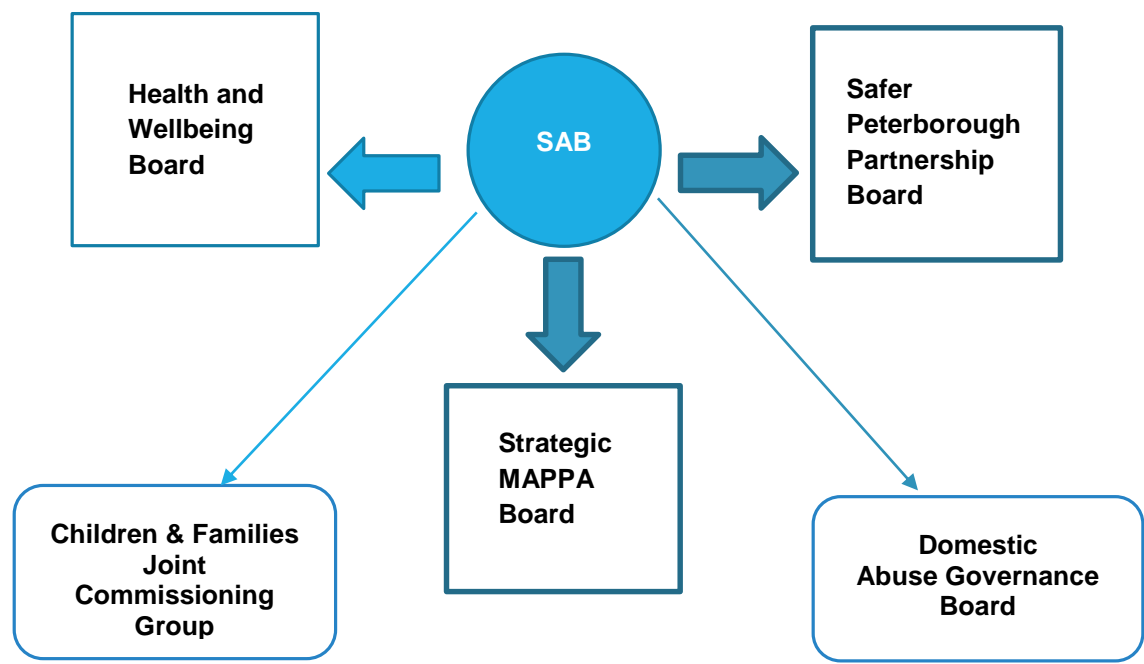 Health and
Wellbeing
Board
SAB
Safer
Peterborough
Partnership
Board
Strategic
MAPPA
Board
Children & Families
Joint
Commissioning
Group
Domestic
Abuse Governance
Board